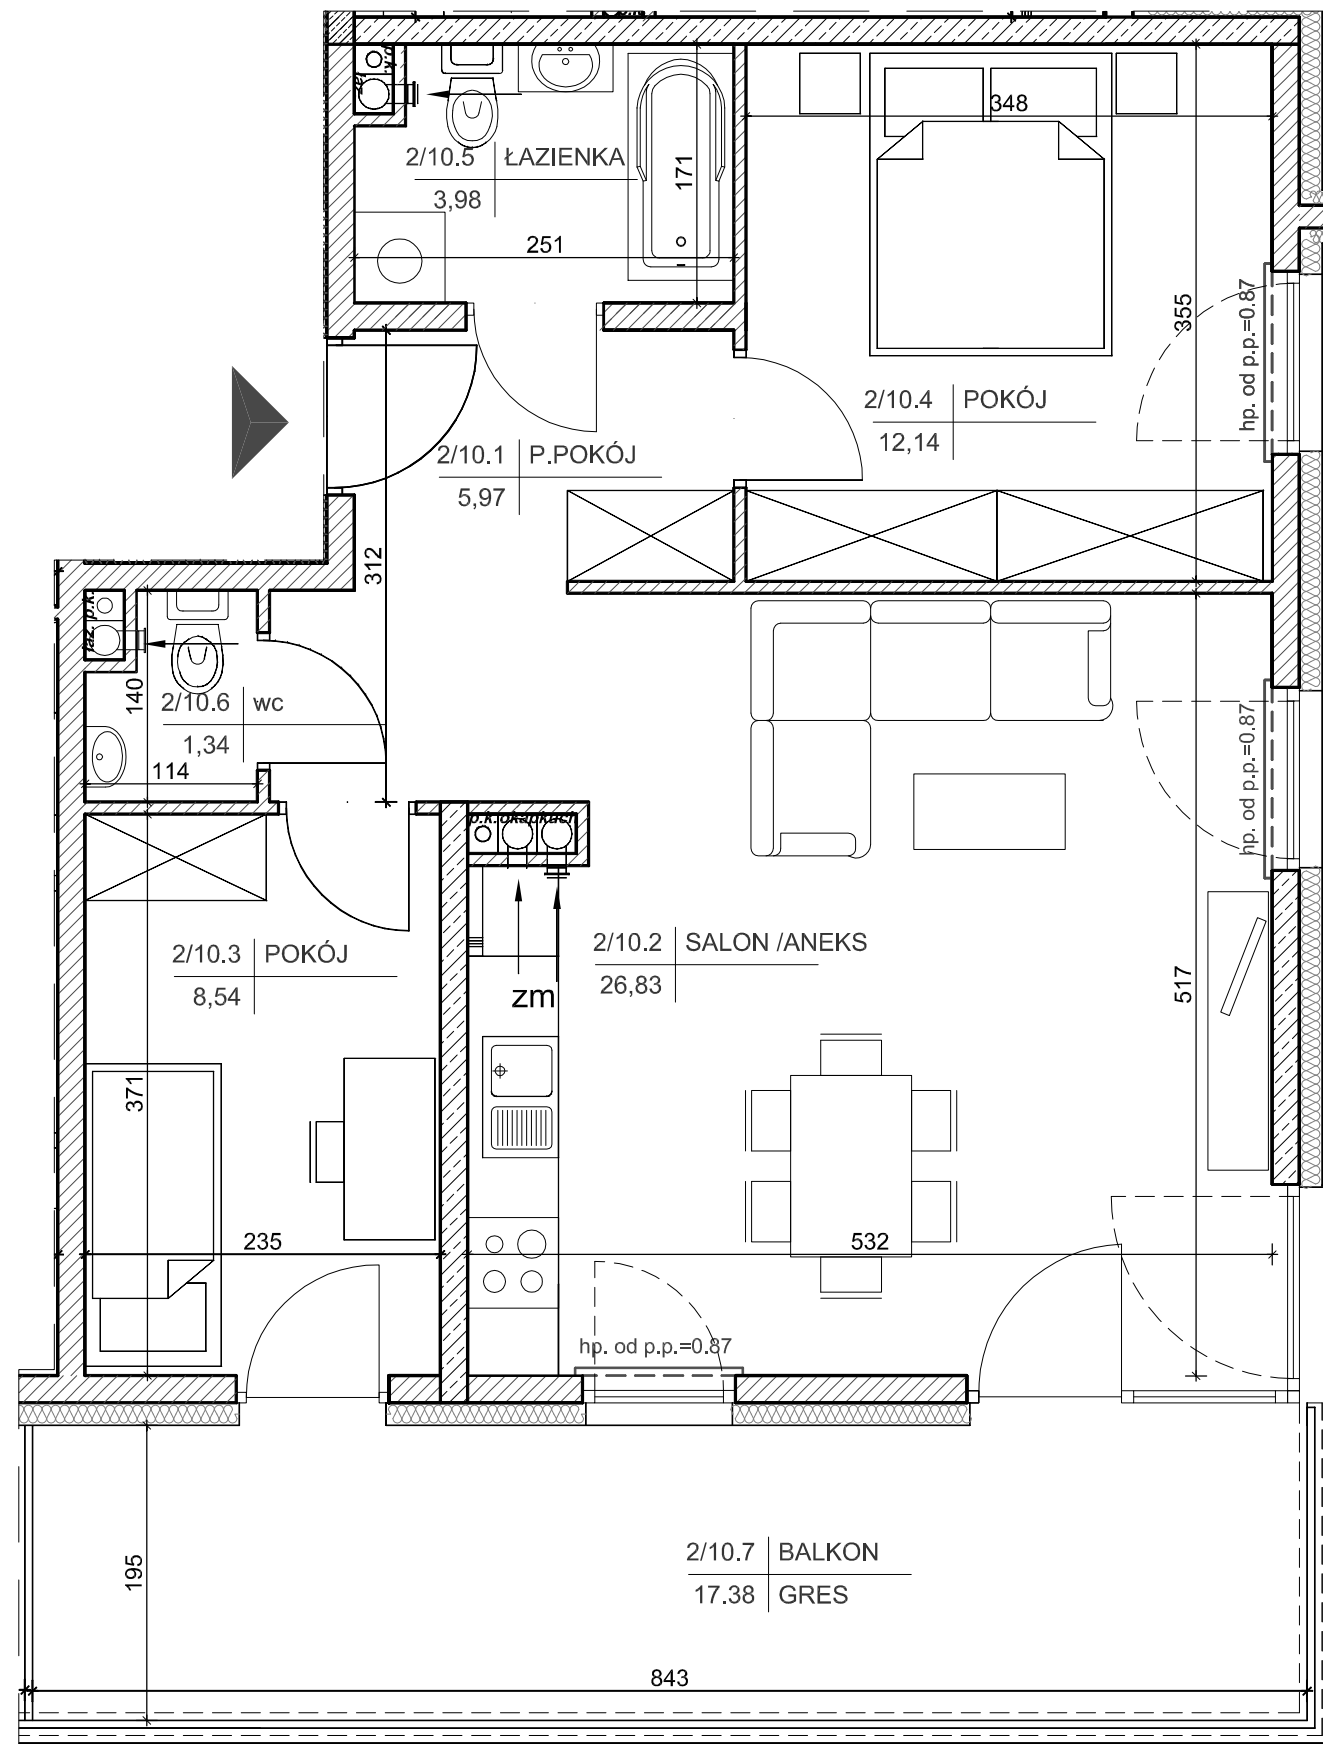 2/10.5 ŁAZIENKA
3,98
251
171
348
355
hp. od p.p.=0.87
2/10.4 POKÓJ
12,14
2/10.1 P.POKÓJ
5,97
312
p.k.
140
2/10.6 wc
1,34
114
p.k. okap kuch
hp. od p.p.=0.87
2/10.3 POKÓJ
8,54
zm
2/10.2 SALON /ANEKS
26,83
517
371
235
532
hp. od p.p.=0.87
2/10.7 BALKON
17.38 GRES
195
843